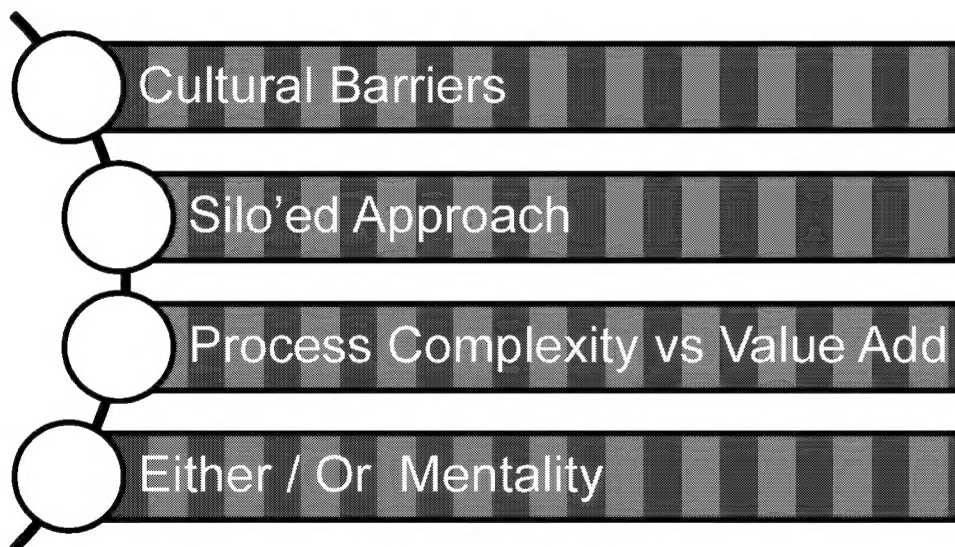 Cultural Barriers
Silo'ed Approach
Process Complexity vs Value Add
Either / Or Mentality